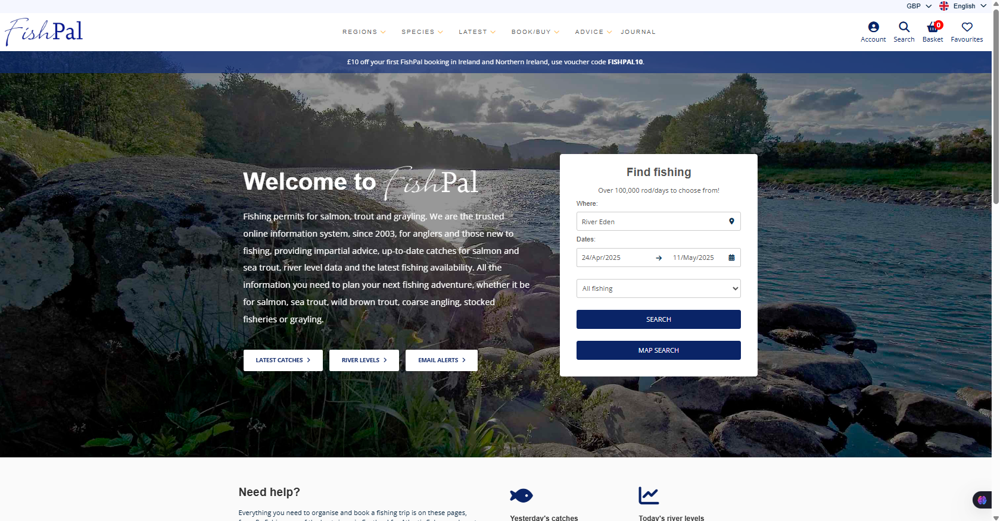 GBP
English
FishPal
REGIONS
SPECIES
LATEST
BOOK/BUY
ADVICE
JOURNAL
0
Account
Search
Basket
Favourites
£10 off your first FishPal booking in Ireland and Northern Ireland, use voucher code FISHPAL10.
Welcome to FishPal
Fishing permits for salmon, trout and grayling. We are the trusted
online information system, since 2003, for anglers and those new to
fishing, providing impartial advice, up-to-date catches for salmon and
sea trout, river level data and the latest fishing availability. All the
information you need to plan your next fishing adventure, whether it be
for salmon, sea trout, wild brown trout, coarse angling, stocked
fisheries or grayling.
LATEST CATCHES
RIVER LEVELS
EMAIL ALERTS
Find fishing
Over 100,000 rod/days to choose from!
Where:
River Eden
Dates:
24/Apr/2025
11/May/2025
All fishing
SEARCH
MAP SEARCH
Need help?
Everything you need to organise and book a fishing trip is on these pages,
Yesterday's catches
Today's river levels